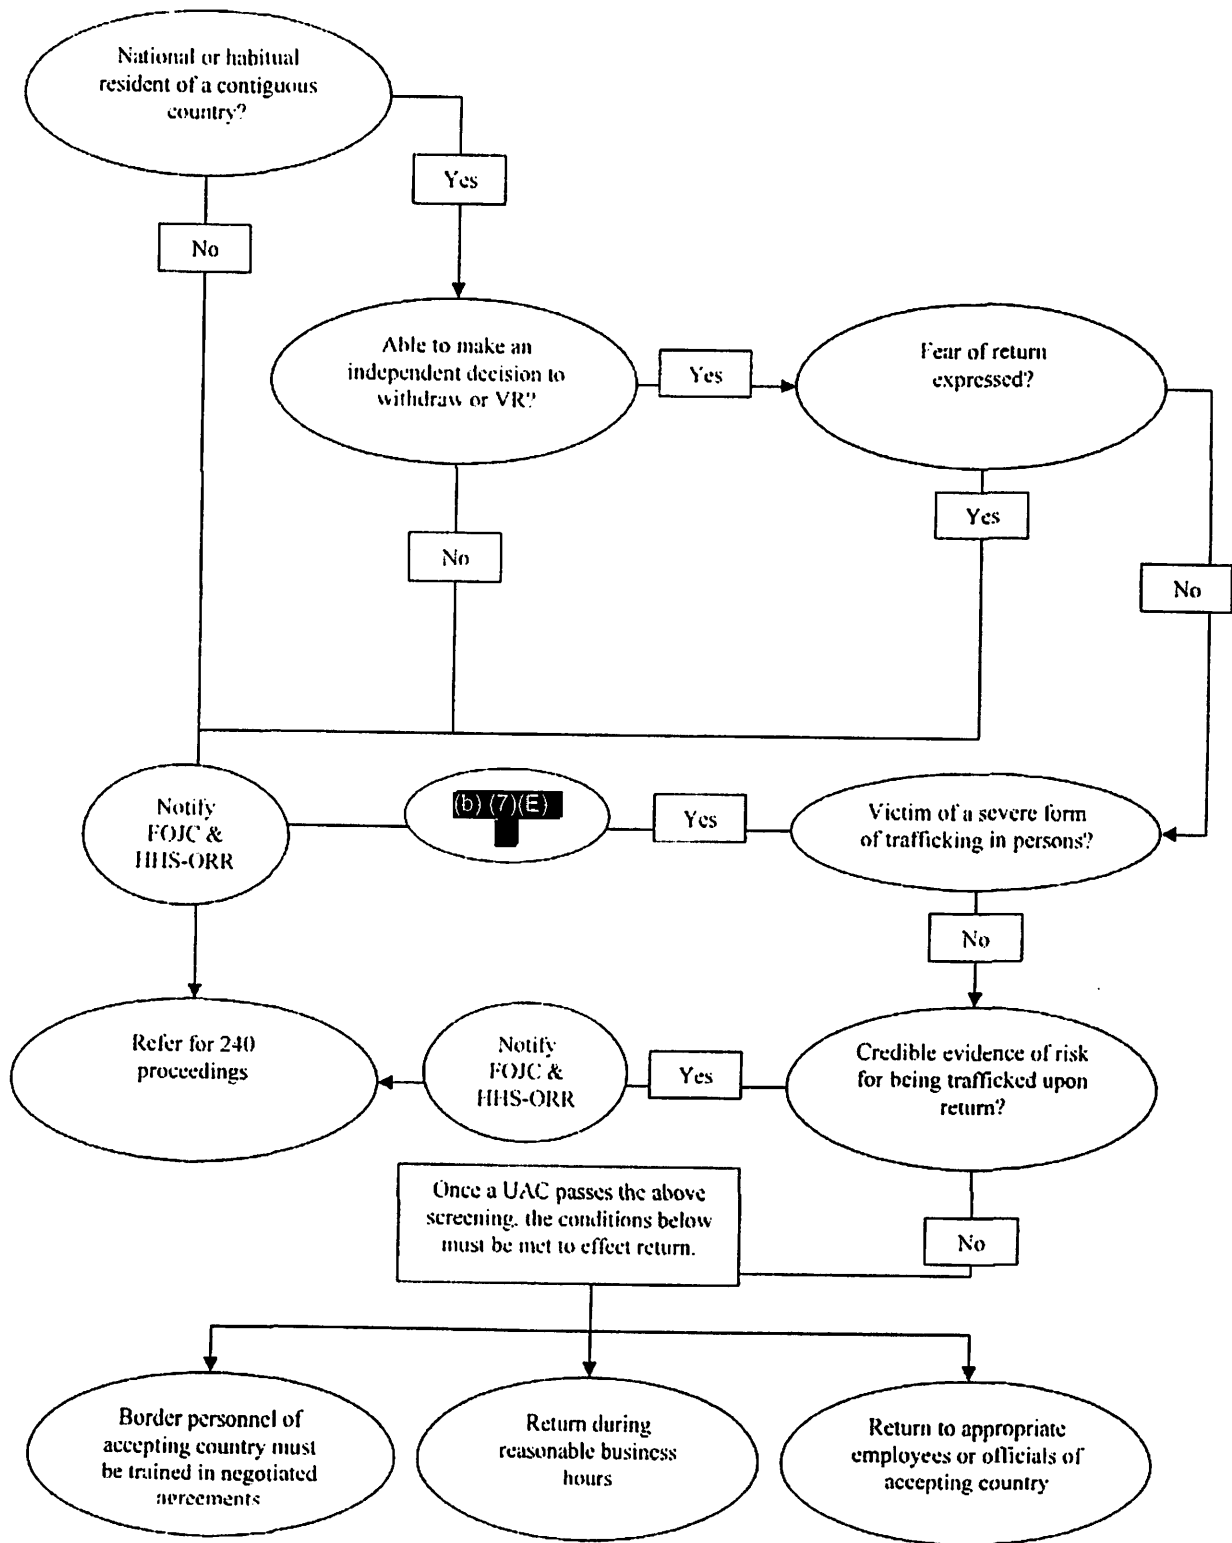 National or habitual
resident of a contiguous
country?
Yes
No
Able to make an
independent decision to
withdraw or VR?
Yes
Fear of return
expressed?
No
Yes
No
Notify
FOJC &
HHS-ORR
(b) (7)(E)
Yes
Victim of a severe form
of trafficking in persons?
No
Refer for 240
proceedings
Notify
FOJC &
HHS-ORR
Yes
Credible evidence of risk
for being trafficked upon
return?
Once a UAC passes the above
screening, the conditions below
must be met to effect return.
No
Border personnel of
accepting country must
be trained in negotiated
agreements
Return during
reasonable business
hours
Return to appropriate
employees or officials of
accepting country